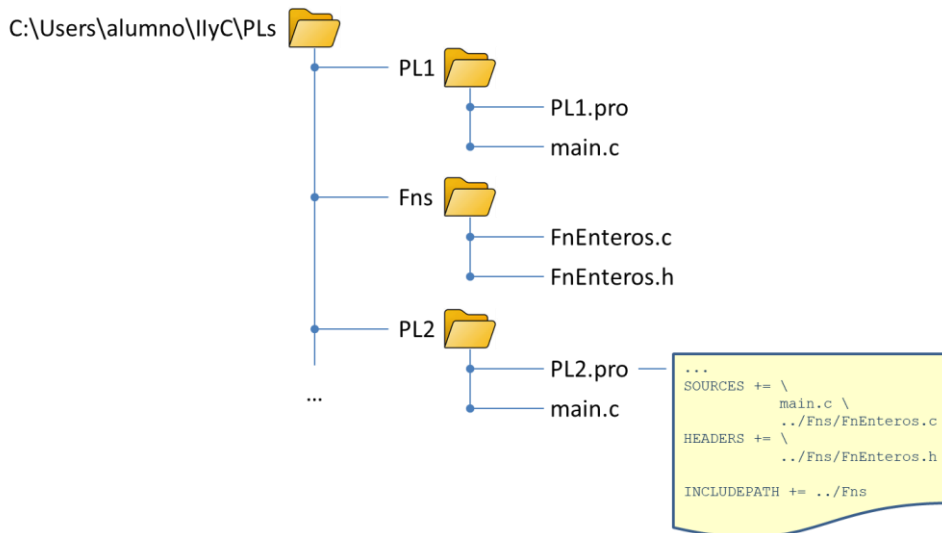 C:\Users\alumno\IIyC\PLs
PL1
PL1.pro
main.c
Fns
FnEnteros.c
FnEnteros.h
PL2
PL2.pro
main.c
...
...
SOURCES += \
main.c \
../Fns/FnEnteros.c
HEADERS += \
../Fns/FnEnteros.h
INCLUDEPATH += ../Fns